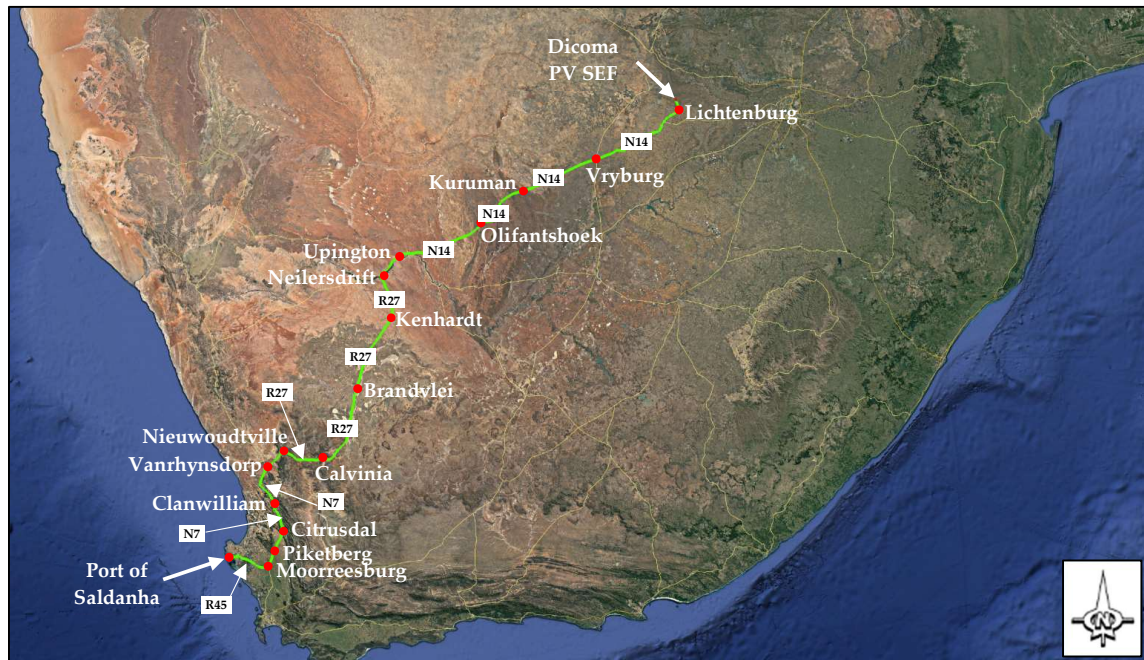 Dicoma
PV SEF
Lichtenburg
N14
Vryburg
N14
Kuruman
N14
Olifantshoek
Upington
N14
Neilersdrift
R27
Kenhardt
R27
Brandvlei
R27
R27
Nieuwoudtville
Vanrhynsdorp
Calvinia
N7
Clanwilliam
N7
Citrusdal
Piketberg
Moorreesburg
Port of
Saldanha
R45
N